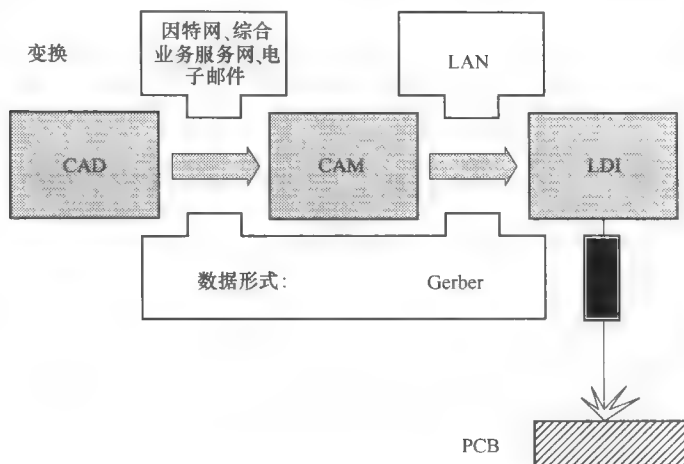 变换
因特网、综合
业务服务网、电
子邮件
LAN
CAD
CAM
LDI
数据形式: Gerber
PCB